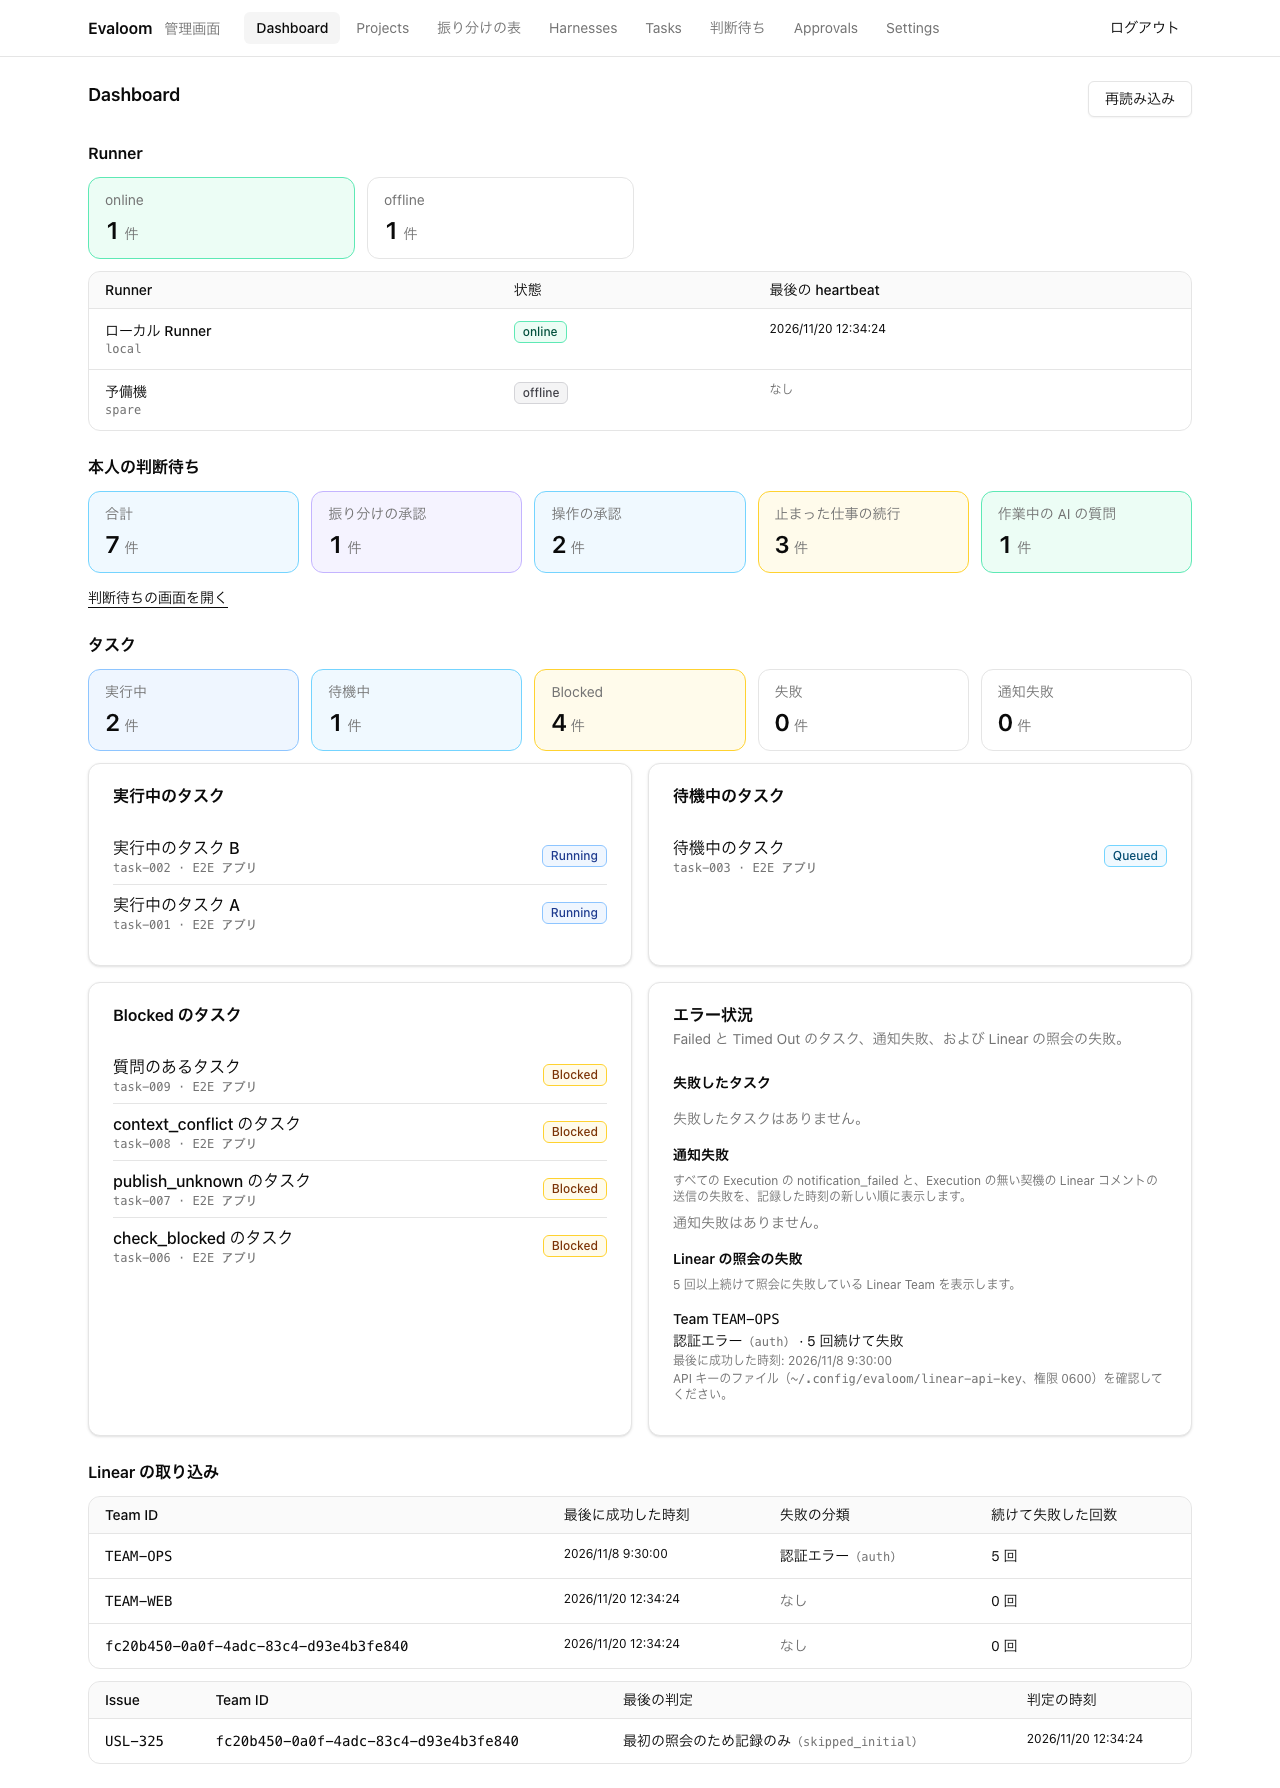 Evaloom 管理画面 Dashboard Projects 振り分けの表 Harnesses Tasks 判断待ち Approvals Settings ログアウト
Dashboard 再読み込み
Runner
online offline
1 件 1 件
Runner 状態 最後の heartbeat
ローカル Runner online 2026/11/20 12:34:24
local
予備機 offline なし
spare
本人の判断待ち
合計 振り分けの承認 操作の承認 止まった仕事の続行 作業中の AI の質問
7 件 1 件 2 件 3 件 1 件
判断待ちの画面を開く
タスク
実行中 待機中 Blocked 失敗 通知失敗
2 件 1 件 4 件 0 件 0 件
実行中のタスク
実行中のタスク B Running
task-002 · E2E アプリ
実行中のタスク A Running
task-001 · E2E アプリ
待機中のタスク
待機中のタスク Queued
task-003 · E2E アプリ
Blocked のタスク
質問のあるタスク Blocked
task-009 · E2E アプリ
context_conflict のタスク Blocked
task-008 · E2E アプリ
publish_unknown のタスク Blocked
task-007 · E2E アプリ
check_blocked のタスク Blocked
task-006 · E2E アプリ
エラー状況
Failed と Timed Out のタスク、通知失敗、および Linear の照会の失敗。
失敗したタスク
失敗したタスクはありません。
通知失敗
すべての Execution の notification_failed と、Execution の無い契機の Linear コメントの
送信の失敗を、記録した時刻の新しい順に表示します。
通知失敗はありません。
Linear の照会の失敗
5 回以上続けて照会に失敗している Linear Team を表示します。
Team TEAM-OPS
認証エラー（auth） · 5 回続けて失敗
最後に成功した時刻: 2026/11/8 9:30:00
API キーのファイル（~/.config/evaloom/linear-api-key、権限 0600）を確認して
ください。
Linear の取り込み
Team ID 最後に成功した時刻 失敗の分類 続けて失敗した回数
TEAM-OPS 2026/11/8 9:30:00 認証エラー（auth） 5 回
TEAM-WEB 2026/11/20 12:34:24 なし 0 回
fc20b450-0a0f-4adc-83c4-d93e4b3fe840 2026/11/20 12:34:24 なし 0 回
Issue Team ID 最後の判定 判定の時刻
USL-325 fc20b450-0a0f-4adc-83c4-d93e4b3fe840 最初の照会のため記録のみ（skipped_initial） 2026/11/20 12:34:24